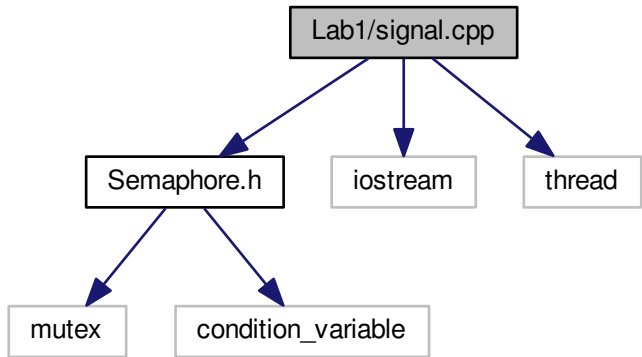 Lab1/signal.cpp
Semaphore.h
iostream
thread
mutex
condition_variable